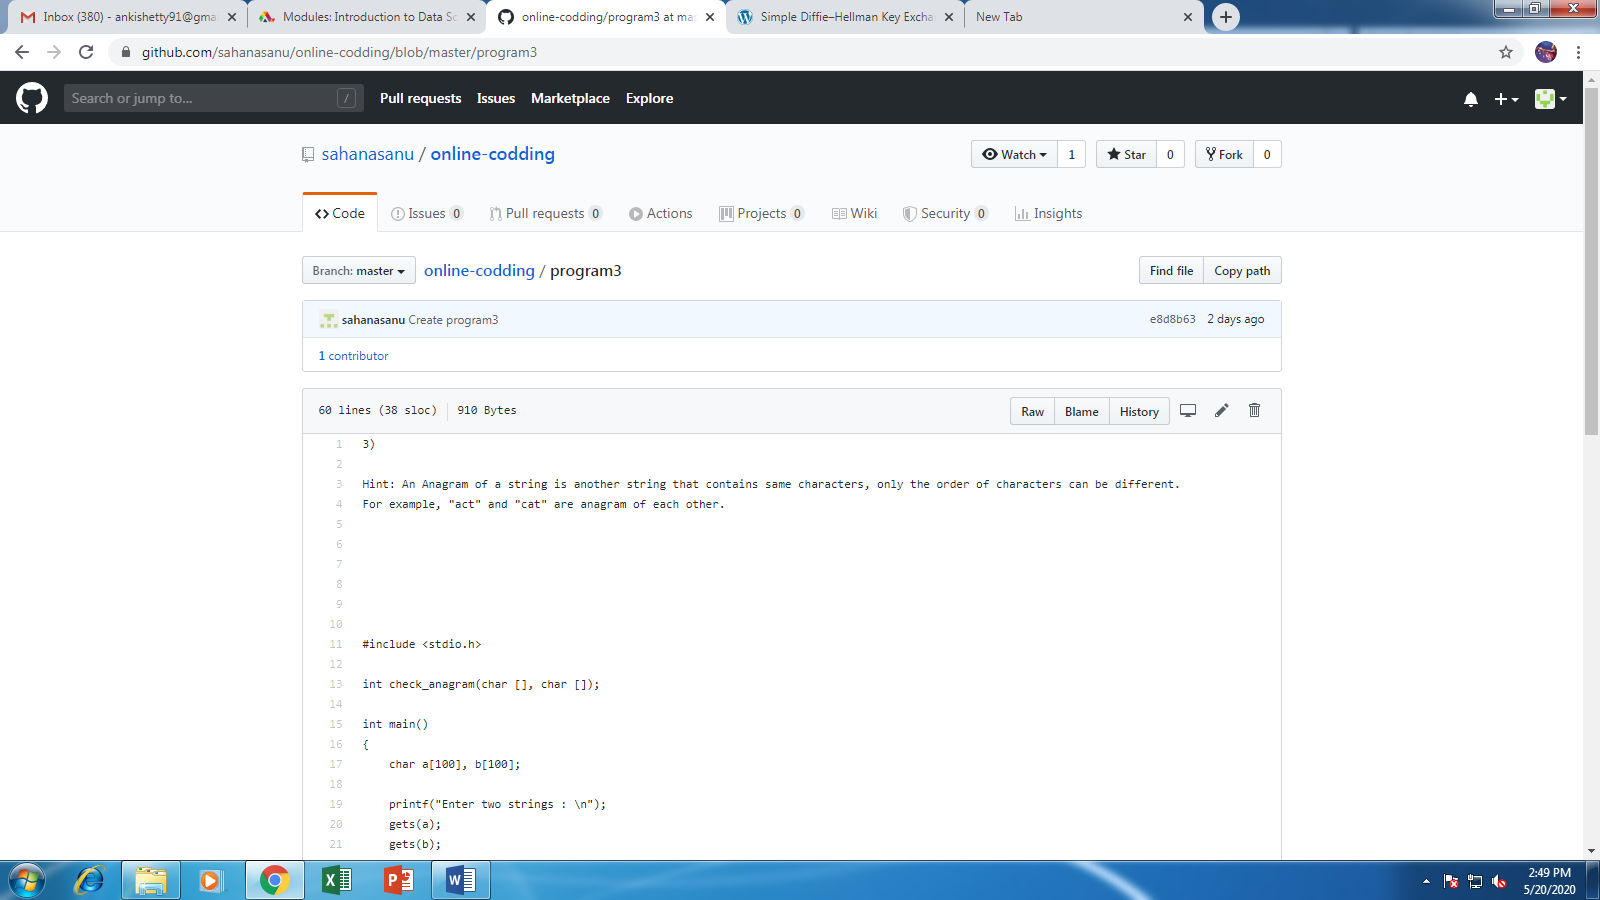 Inbox (380) - ankishetty91@gmai
Modules: Introduction to Data Sc
online-codding/program3 at mas
Simple Diffie–Hellman Key Excha
New Tab
github.com/sahanasanu/online-codding/blob/master/program3
Search or jump to... /
Pull requests Issues Marketplace Explore
sahanasanu / online-codding
Watch 1 Star 0 Fork 0
Code Issues 0 Pull requests 0 Actions Projects 0 Wiki Security 0 Insights
Branch: master online-codding / program3 Find file Copy path
sahanasanu Create program3 e8d8b63 2 days ago
1 contributor
60 lines (38 sloc) 910 Bytes Raw Blame History
1 3)
2
3 Hint: An Anagram of a string is another string that contains same characters, only the order of characters can be different.
4 For example, "act" and "cat" are anagram of each other.
5
6
7
8
9
10
11 #include <stdio.h>
12
13 int check_anagram(char [], char []);
14
15 int main()
16 {
17 char a[100], b[100];
18
19 printf("Enter two strings : \n");
20 gets(a);
21 gets(b);
2:49 PM
5/20/2020